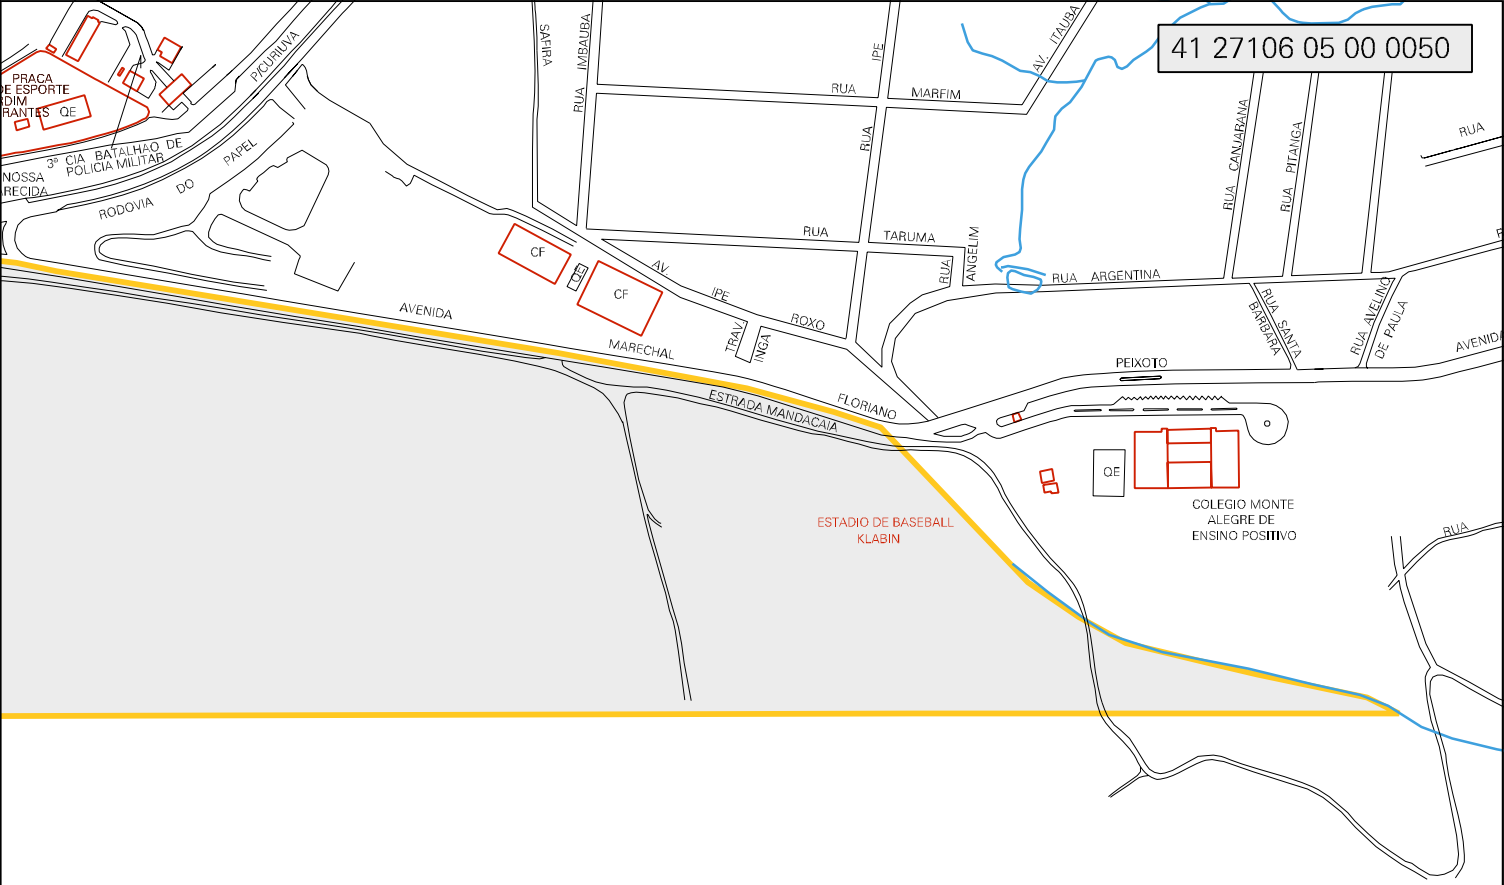 41 27106 05 00 0050
SAFIRA
RUA IMBAUBA
RUA IPE
AV. ITAUBA
P/CURIUVA
PRACA
DE ESPORTE
RDIM
RANTES
QE
RUA MARFIM
RUA CANJARANA
RUA PITANGA
RUA
3ª CIA BATALHAO DE
POLICIA MILITAR
NOSSA
ARECIDA
RODOVIA DO PAPEL
RUA TARUMA
RUA ANGELIM
RUA ARGENTINA
CF
QE
CF
AV. IPE ROXO
TRAV. INGA
RUA SANTA
BARBARA
RUA AVELINO
DE PAULA
AVENIDA
AVENIDA MARECHAL FLORIANO PEIXOTO
ESTRADA MANDACAIA
QE
COLEGIO MONTE
ALEGRE DE
ENSINO POSITIVO
ESTADIO DE BASEBALL
KLABIN
RUA